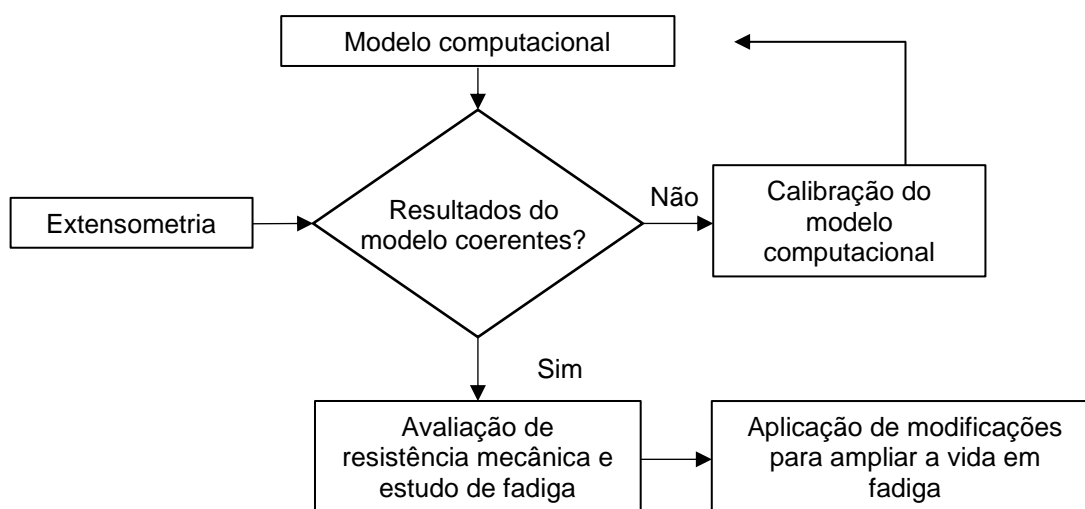 Modelo computacional
Extensometria
Resultados do
modelo coerentes?
Não
Calibração do
modelo
computacional
Sim
Avaliação de
resistência mecânica e
estudo de fadiga
Aplicação de modificações
para ampliar a vida em
fadiga